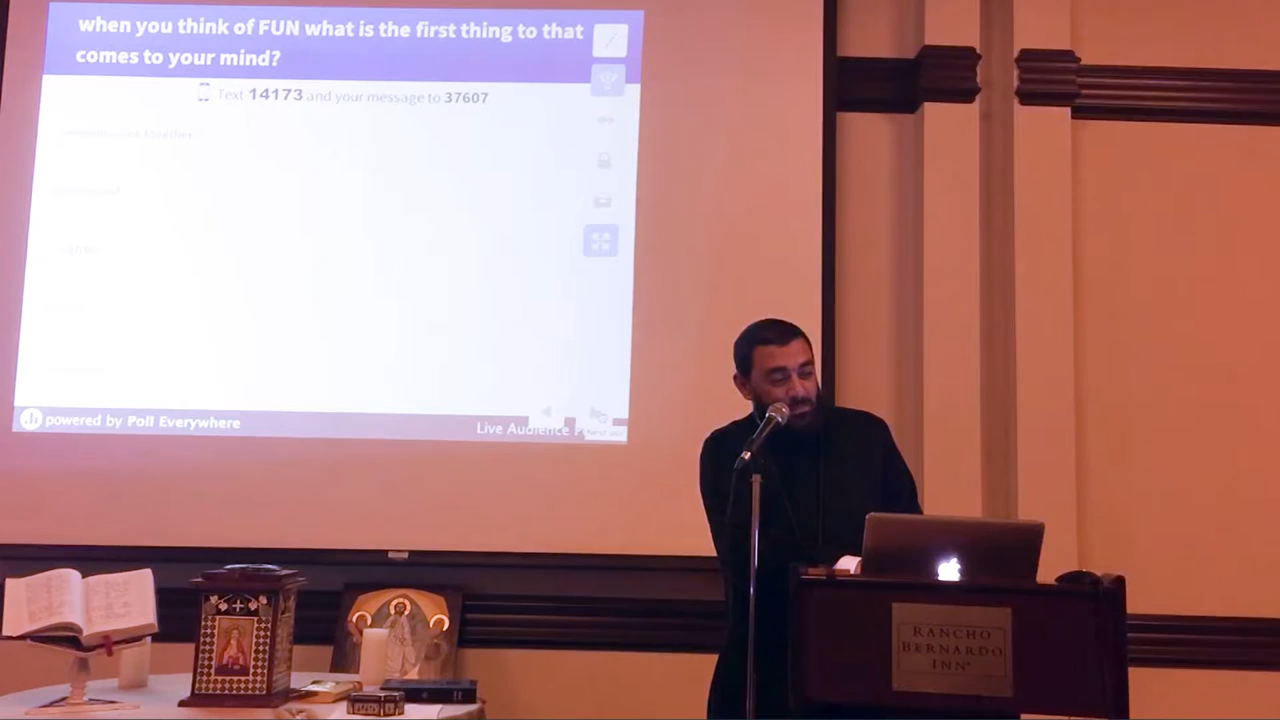 when you think of FUN what is the first thing to that
comes to your mind?
Text 14173 and your message to 37607
together
powered by Poll Everywhere
Live Audience
RANCHO
BERNARDO
INN